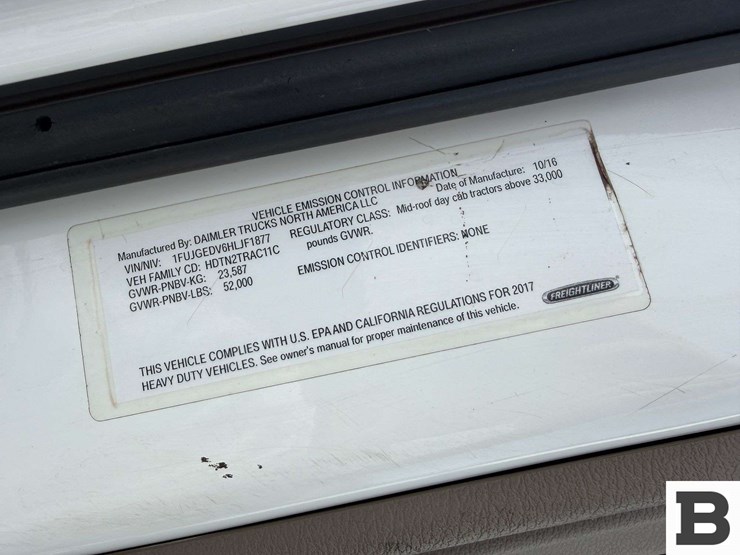 VEHICLE EMISSION CONTROL INFORMATION
Manufactured By: DAIMLER TRUCKS NORTH AMERICA LLC Date of Manufacture: 10/16
VIN/NIV: 1FUJGEDV6HLJF1877 REGULATORY CLASS: Mid-roof day cab tractors above 33,000
VEH FAMILY CD: HDTN2TRAC11C pounds GVWR.
GVWR-PNBV-KG: 23,587
GVWR-PNBV-LBS: 52,000 EMISSION CONTROL IDENTIFIERS: NONE
THIS VEHICLE COMPLIES WITH U.S. EPA AND CALIFORNIA REGULATIONS FOR 2017
HEAVY DUTY VEHICLES. See owner's manual for proper maintenance of this vehicle.
FREIGHTLINER
B